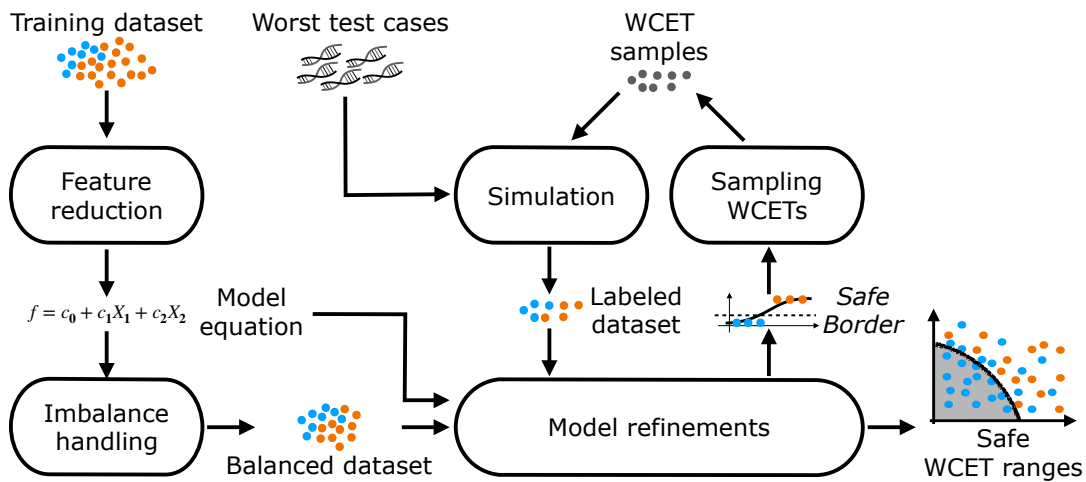 Training dataset
Worst test cases
WCET
samples
Feature
reduction
Simulation
Sampling
WCETs
f = c₀ + c₁X₁ + c₂X₂
Model
equation
Labeled
dataset
Safe
Border
Imbalance
handling
Balanced dataset
Model refinements
Safe
WCET ranges